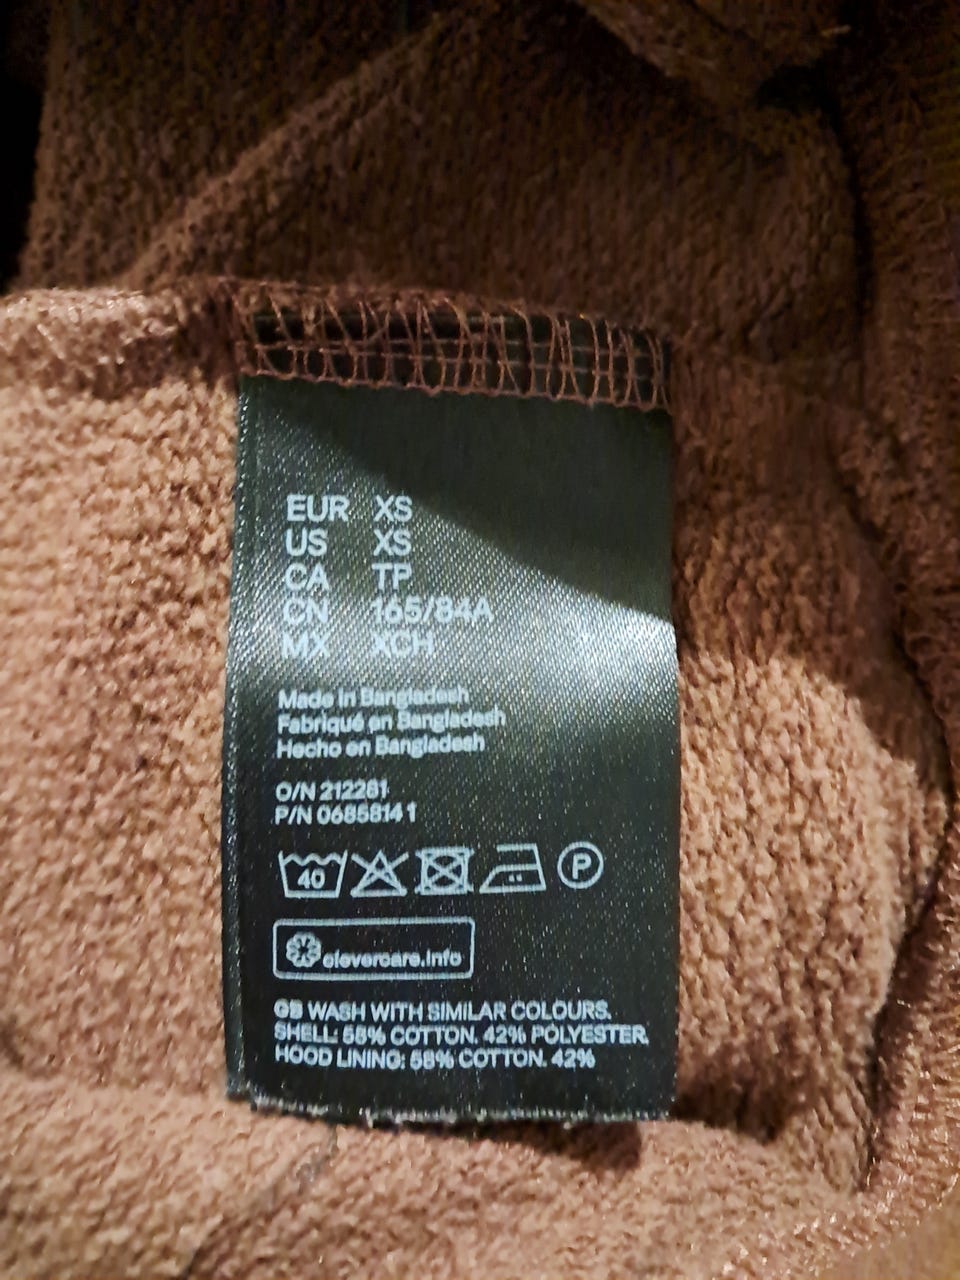 EUR XS
US XS
CA TP
CN 165/84A
MX XCH
Made in Bangladesh
Fabriqué en Bangladesh
Hecho en Bangladesh
O/N 212281
P/N 0685814 1
40 P
clevercare.info
GB WASH WITH SIMILAR COLOURS.
SHELL: 58% COTTON. 42% POLYESTER.
HOOD LINING: 58% COTTON. 42%